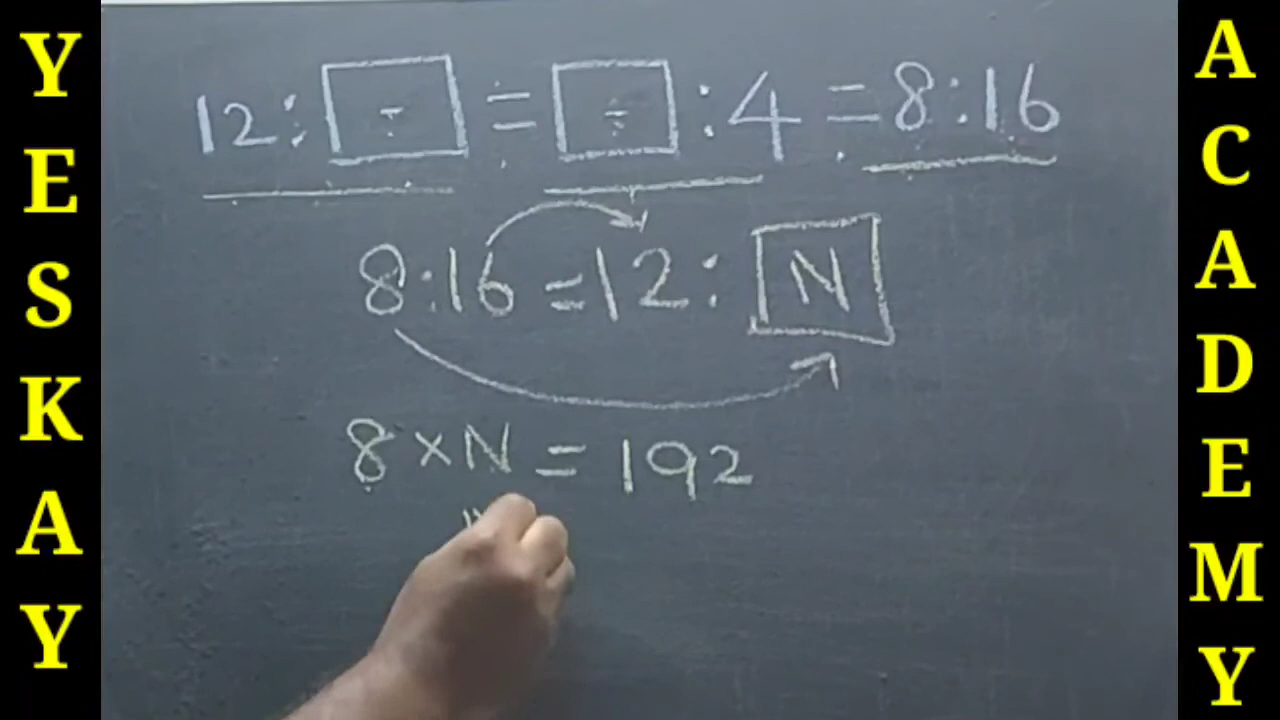 YESKAY
12 : [ ÷ ] = [ ÷ ] : 4 = 8 : 16
8 : 16 = 12 : N
8 × N = 192
ACADEMY